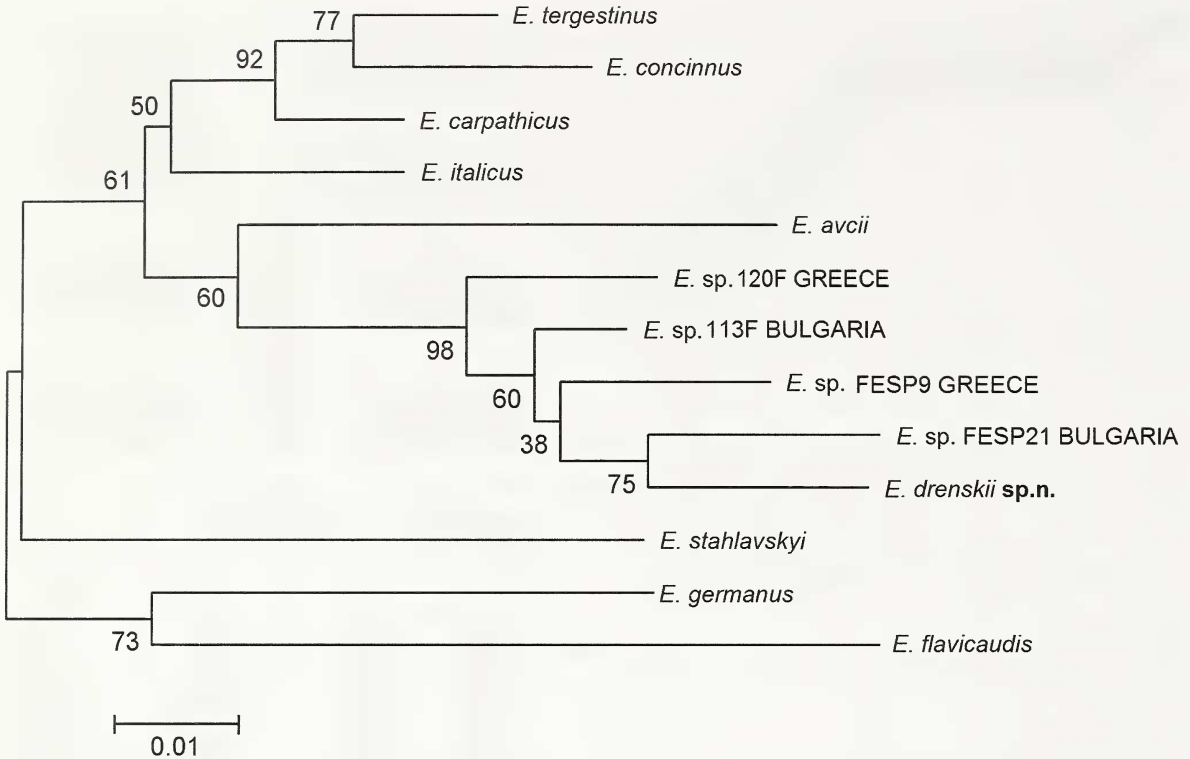 77
E. tergestinus
92
E. concinnus
50
E. carpathicus
61
E. italicus
E. avcii
60
E. sp. 120F GREECE
98
E. sp. 113F BULGARIA
60
E. sp. FESP9 GREECE
38
E. sp. FESP21 BULGARIA
75
E. drenskii sp.n.
E. stahlavskyi
E. germanus
73
E. flavicaudis
0.01